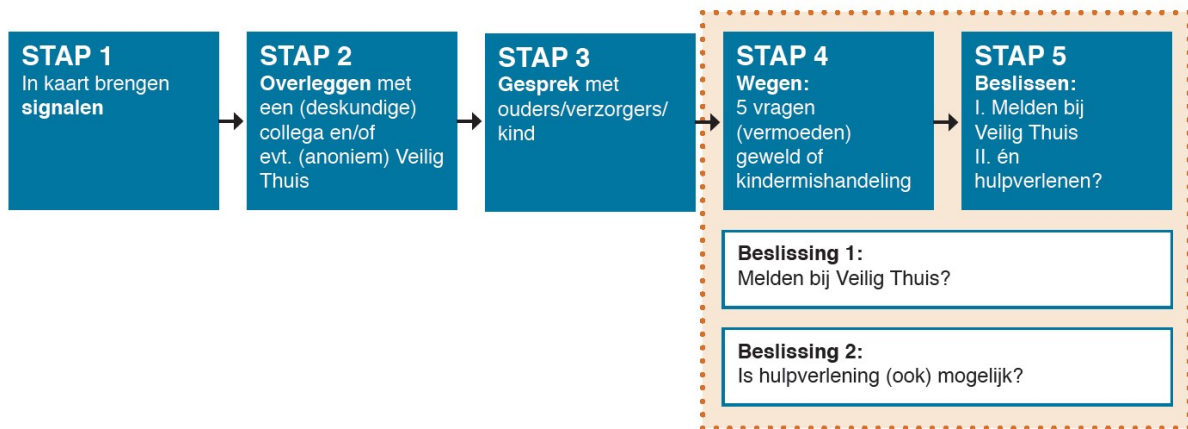 STAP 1
In kaart brengen
signalen
STAP 2
Overleggen met
een (deskundige)
collega en/of
evt. (anoniem) Veilig
Thuis
STAP 3
Gesprek met
ouders/verzorgers/
kind
STAP 4
Wegen:
5 vragen
(vermoeden)
geweld of
kindermishandeling
STAP 5
Beslissen:
I. Melden bij
Veilig Thuis
II. én
hulpverlenen?
Beslissing 1:
Melden bij Veilig Thuis?
Beslissing 2:
Is hulpverlening (ook) mogelijk?